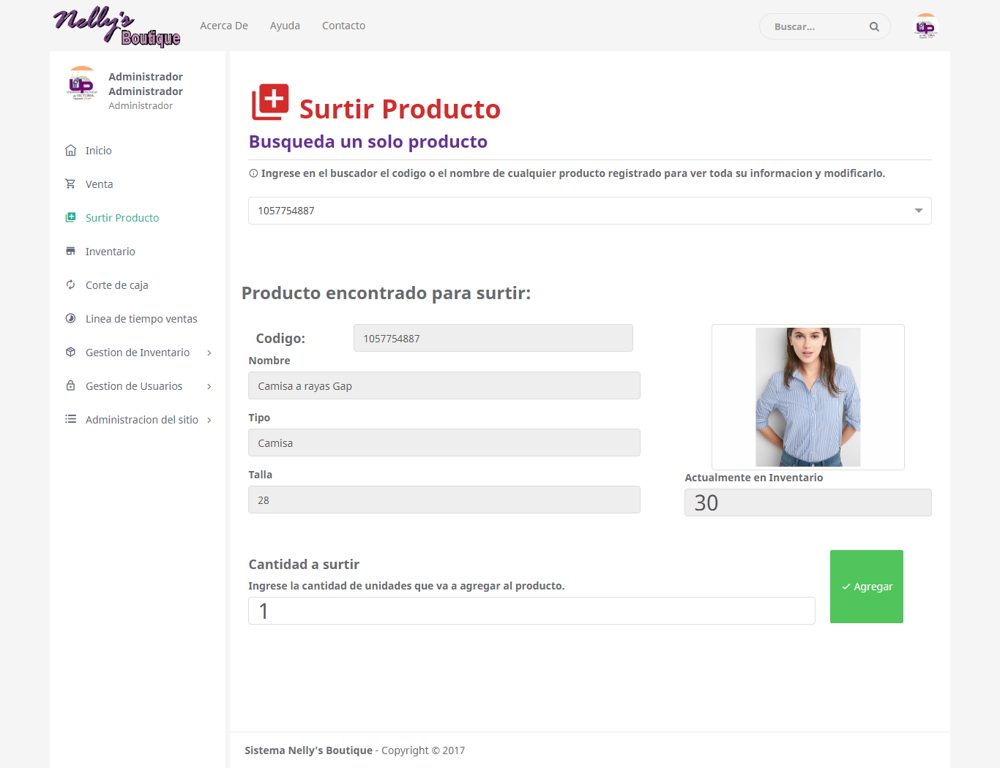 Nelly's
Boutique
Acerca De
Ayuda
Contacto
Buscar...
UP
Administrador
Administrador
Administrador
Inicio
Venta
Surtir Producto
Inventario
Corte de caja
Linea de tiempo ventas
Gestion de Inventario
Gestion de Usuarios
Administracion del sitio
Surtir Producto
Busqueda un solo producto
Ingrese en el buscador el codigo o el nombre de cualquier producto registrado para ver toda su informacion y modificarlo.
1057754887
Producto encontrado para surtir:
Codigo:
1057754887
Nombre
Camisa a rayas Gap
Tipo
Camisa
Talla
28
Actualmente en Inventario
30
Cantidad a surtir
Ingrese la cantidad de unidades que va a agregar al producto.
1
Agregar
Sistema Nelly's Boutique - Copyright © 2017